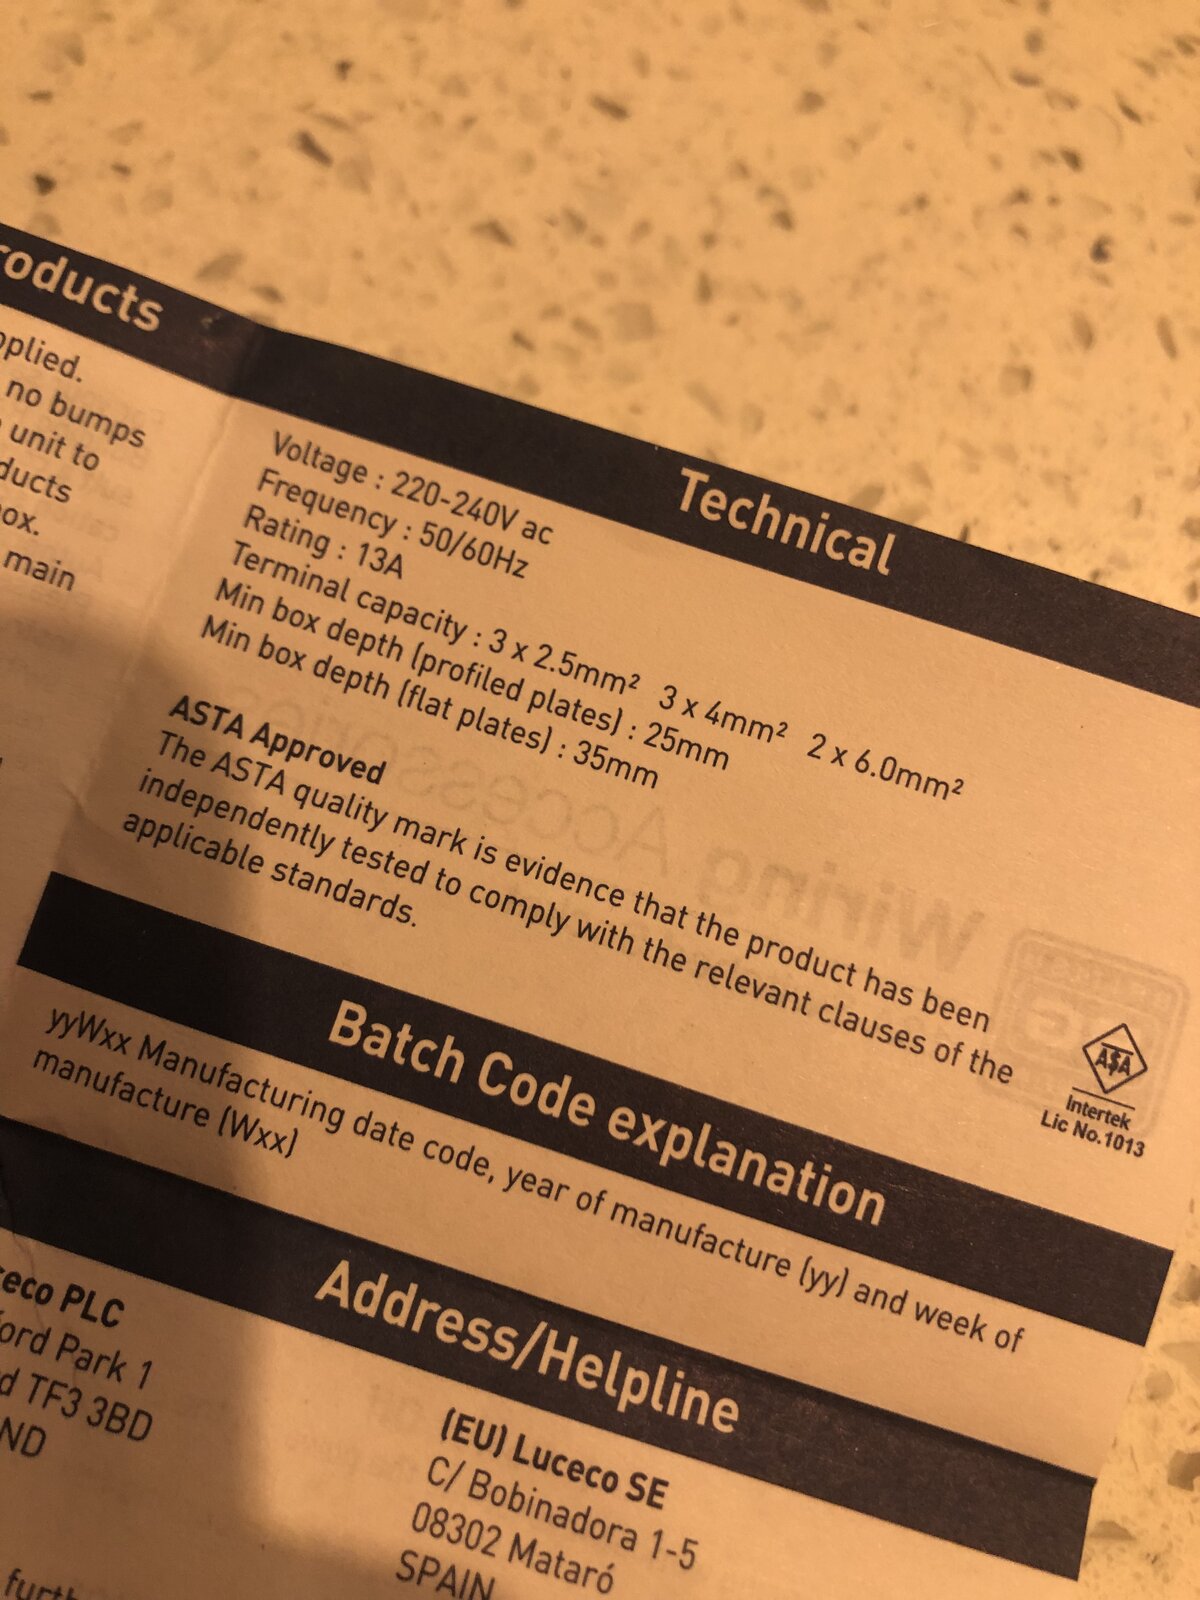 roducts
pplied.
no bumps
unit to
ducts
ox.
main
Technical
Voltage : 220-240V ac
Frequency : 50/60Hz
Rating : 13A
Terminal capacity : 3 x 2.5mm² 3 x 4mm² 2 x 6.0mm²
Min box depth (profiled plates) : 25mm
Min box depth (flat plates) : 35mm
ASTA Approved
The ASTA quality mark is evidence that the product has been
independently tested to comply with the relevant clauses of the
applicable standards.
ASTA
Intertek
Lic No.1013
Batch Code explanation
yyWxx Manufacturing date code, year of manufacture (yy) and week of
manufacture (Wxx)
Address/Helpline
eco PLC
ord Park 1
d TF3 3BD
ND
(EU) Luceco SE
C/ Bobinadora 1-5
08302 Mataró
SPAIN
furth
Wiring Accessorie